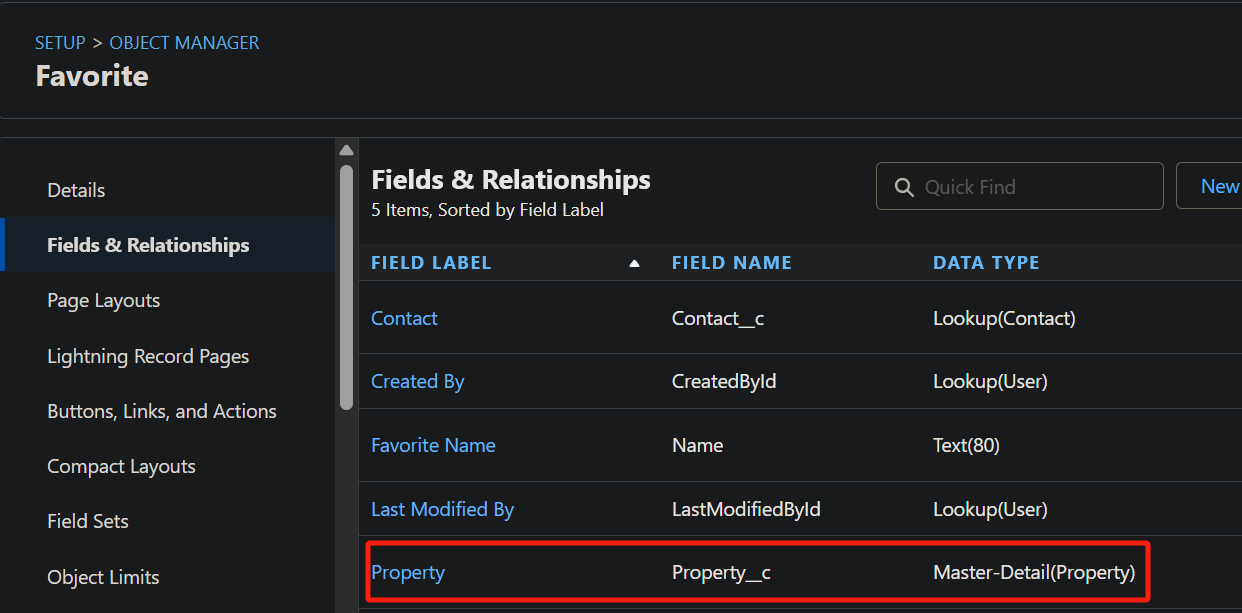 SETUP > OBJECT MANAGER
Favorite
Details
Fields & Relationships
Page Layouts
Lightning Record Pages
Buttons, Links, and Actions
Compact Layouts
Field Sets
Object Limits
Fields & Relationships
5 Items, Sorted by Field Label
Quick Find
New
FIELD LABEL FIELD NAME DATA TYPE
Contact Contact__c Lookup(Contact)
Created By CreatedById Lookup(User)
Favorite Name Name Text(80)
Last Modified By LastModifiedById Lookup(User)
Property Property__c Master-Detail(Property)